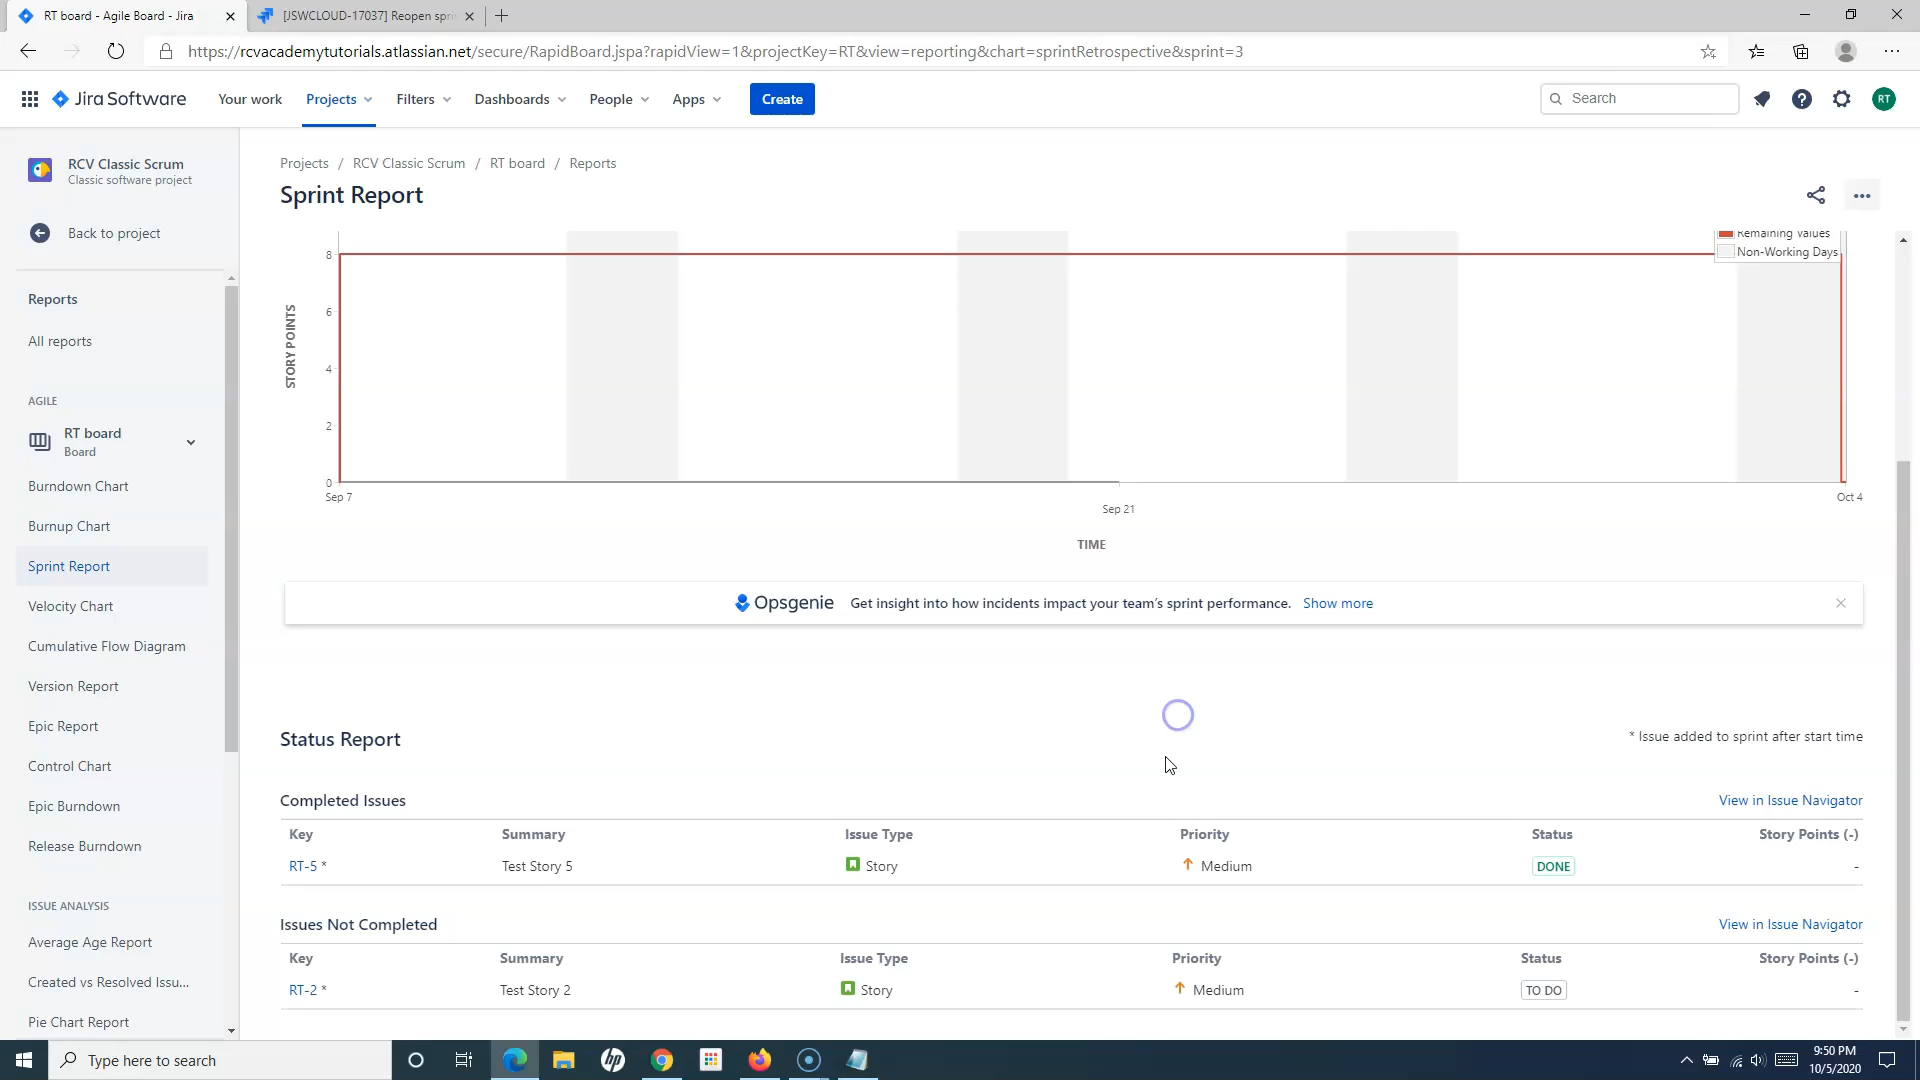 RT board - Agile Board - Jira
[JSWCLOUD-17037] Reopen spri
https://rcvacademytutorials.atlassian.net/secure/RapidBoard.jspa?rapidView=1&projectKey=RT&view=reporting&chart=sprintRetrospective&sprint=3
Jira Software
Your work
Projects
Filters
Dashboards
People
Apps
Create
Search
RT
RCV Classic Scrum
Classic software project
Back to project
Reports
All reports
AGILE
RT board
Board
Burndown Chart
Burnup Chart
Sprint Report
Velocity Chart
Cumulative Flow Diagram
Version Report
Epic Report
Control Chart
Epic Burndown
Release Burndown
ISSUE ANALYSIS
Average Age Report
Created vs Resolved Issu...
Pie Chart Report
Projects / RCV Classic Scrum / RT board / Reports
Sprint Report
Remaining Values
Non-Working Days
STORY POINTS
8
6
4
2
0
Sep 7
Sep 21
Oct 4
TIME
Opsgenie Get insight into how incidents impact your team's sprint performance. Show more
Status Report
* Issue added to sprint after start time
Completed Issues
View in Issue Navigator
Key Summary Issue Type Priority Status Story Points (-)
RT-5 * Test Story 5 Story Medium DONE -
Issues Not Completed
View in Issue Navigator
Key Summary Issue Type Priority Status Story Points (-)
RT-2 * Test Story 2 Story Medium TO DO -
Type here to search
hp
9:50 PM
10/5/2020